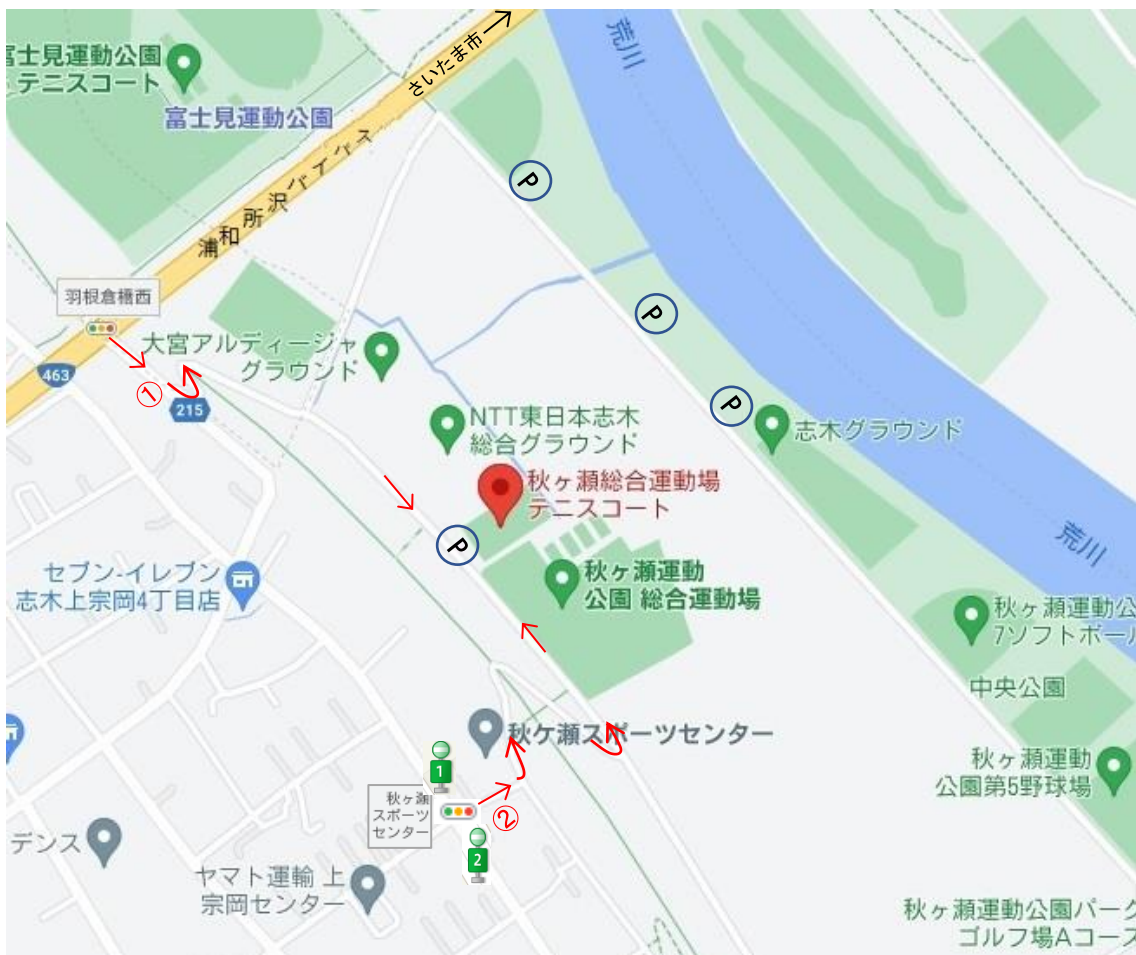 富士見運動公園
テニスコート
富士見運動公園
さいたま市→
浦和所沢バイパス
荒川
羽根倉橋西
463
①
215
大宮アルディージャ
グラウンド
P
P
P
P
NTT東日本志木
総合グラウンド
志木グラウンド
秋ヶ瀬総合運動場
テニスコート
荒川
セブン-イレブン
志木上宗岡4丁目店
秋ヶ瀬運動
公園 総合運動場
秋ヶ瀬運動公
7ソフトボール
中央公園
秋ケ瀬スポーツセンター
秋ヶ瀬運動
公園第5野球場
1
秋ヶ瀬
スポーツ
センター
②
2
デンス
ヤマト運輸 上
宗岡センター
秋ヶ瀬運動公園パーク
ゴルフ場Aコース